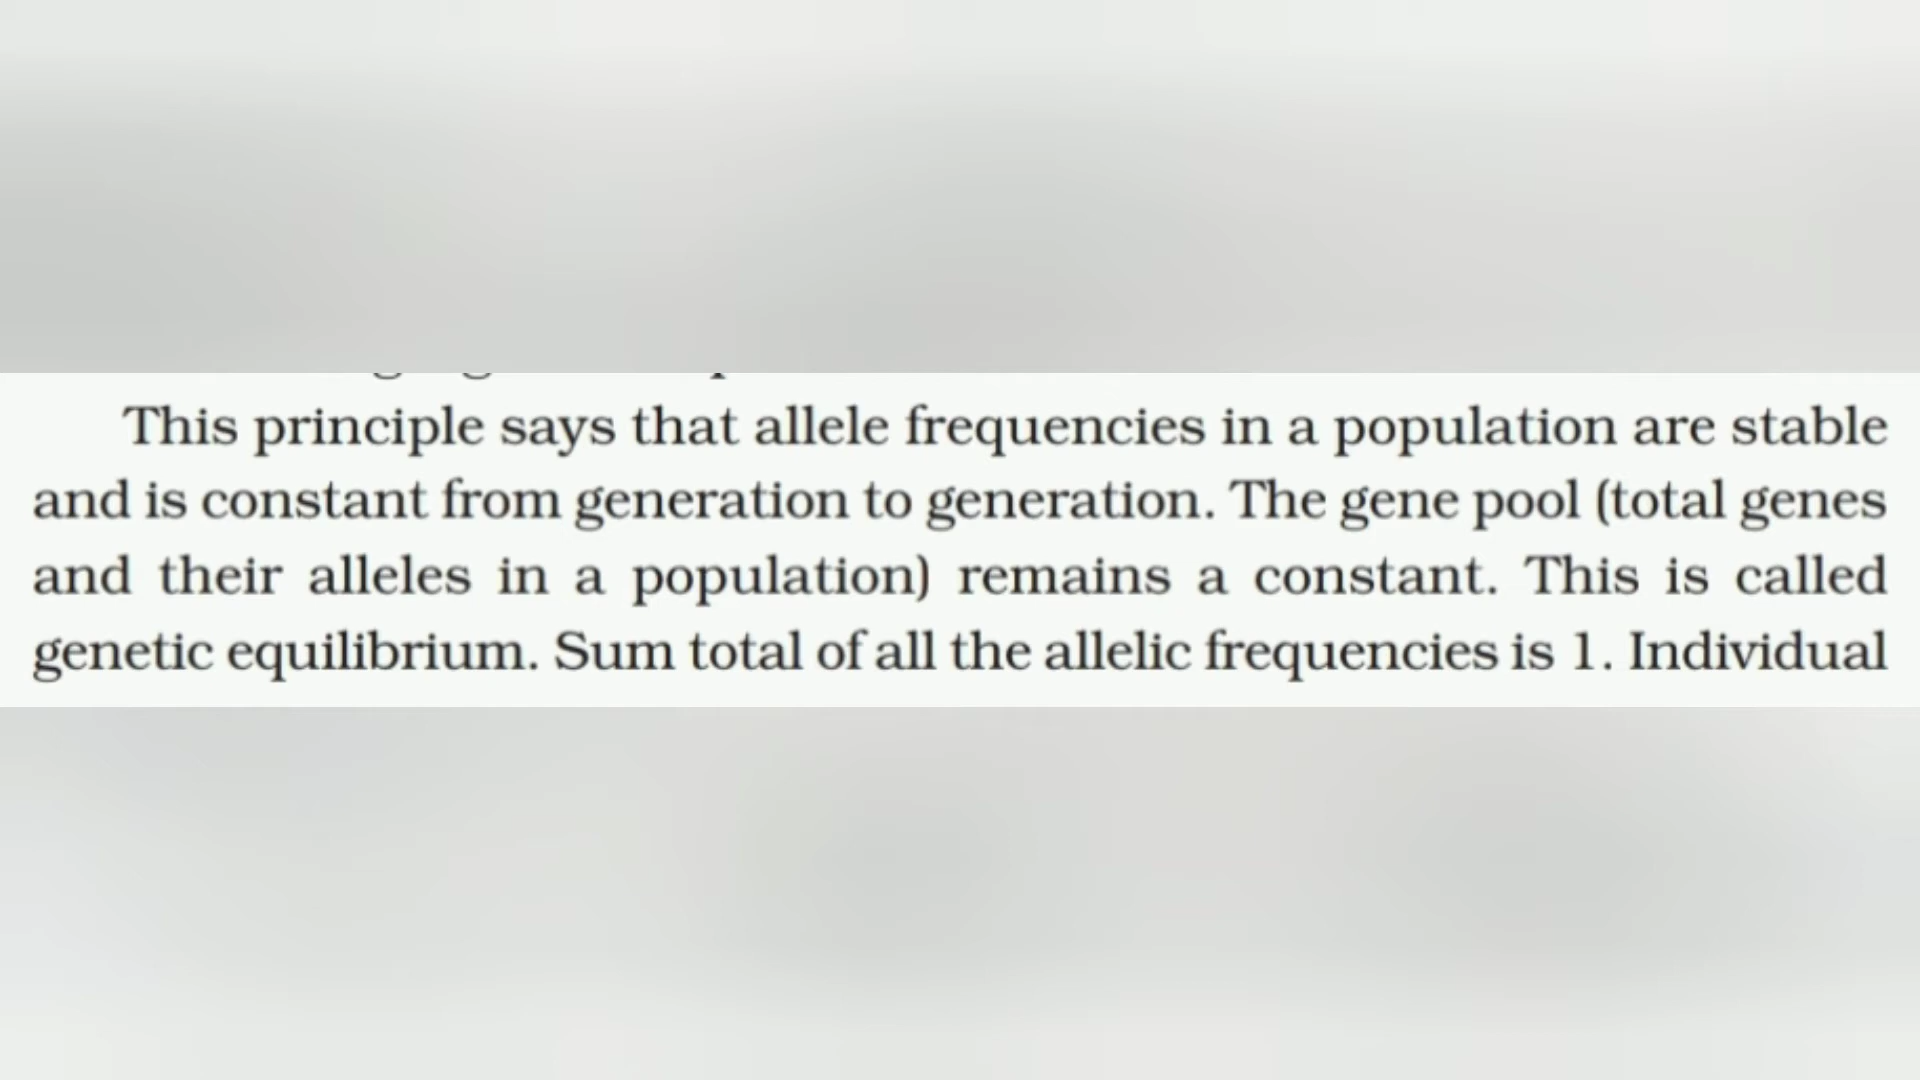 This principle says that allele frequencies in a population are stable
and is constant from generation to generation. The gene pool (total genes
and their alleles in a population) remains a constant. This is called
genetic equilibrium. Sum total of all the allelic frequencies is 1. Individual